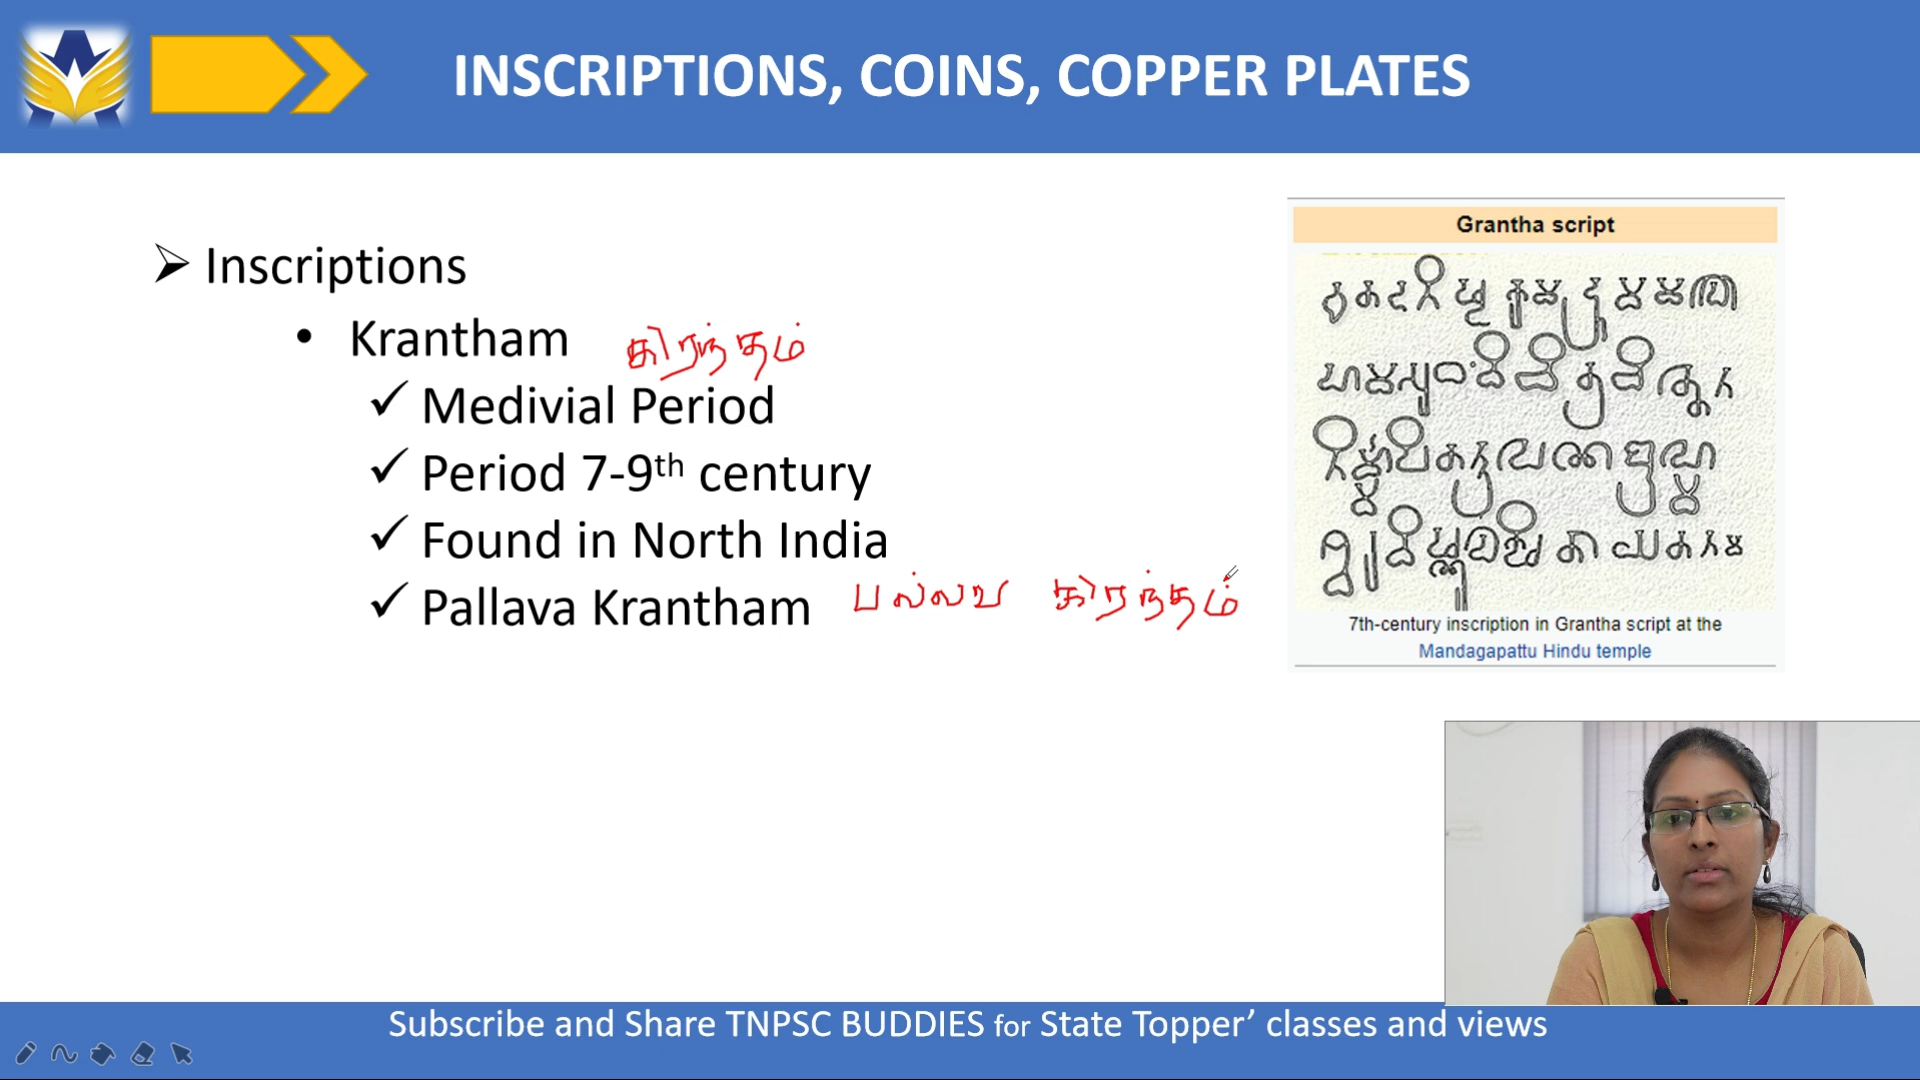 INSCRIPTIONS, COINS, COPPER PLATES
Inscriptions
Krantham கிரந்தம்
Medivial Period
Period 7-9th century
Found in North India
Pallava Krantham பல்லவ கிரந்தம்
Grantha script
7th-century inscription in Grantha script at the
Mandagapattu Hindu temple
Subscribe and Share TNPSC BUDDIES for State Topper’ classes and views